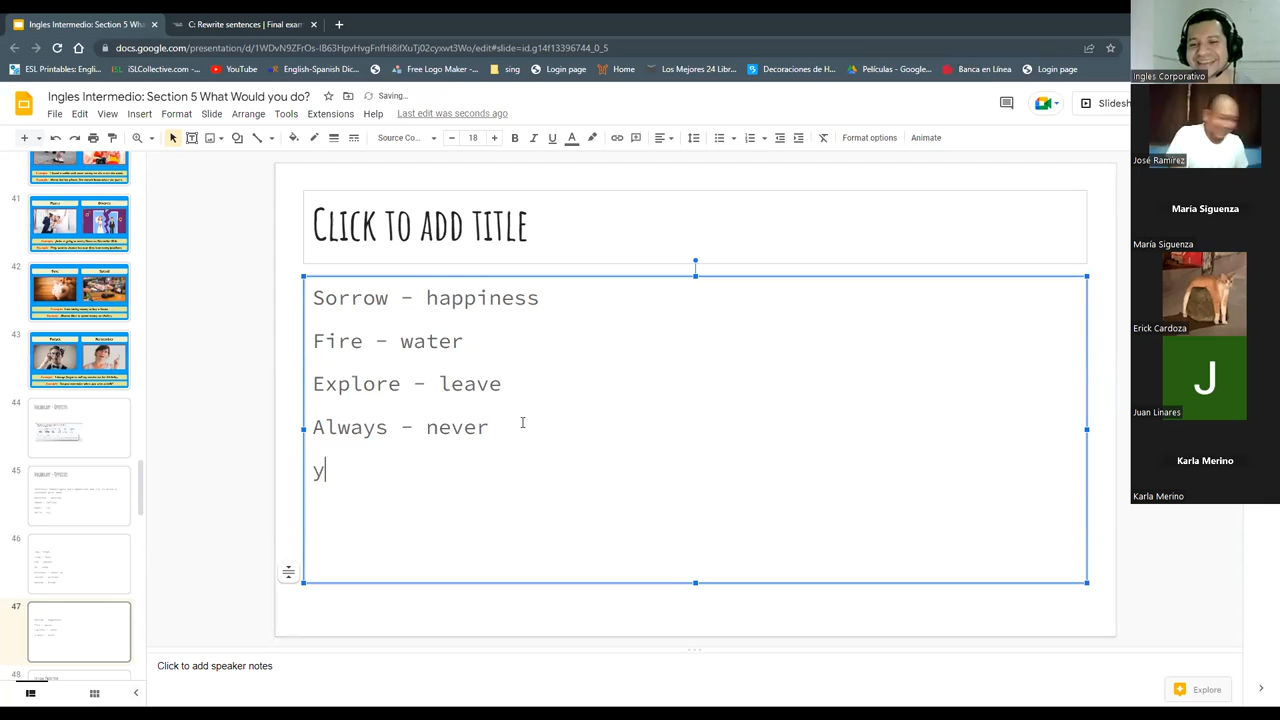 Ingles Intermedio: Section 5 What
C: Rewrite sentences | Final exam
docs.google.com/presentation/d/1WDvN9ZFrOs-IB63HpvHvgFnfHi8ifXuTj02cyxwt3Wo/edit#slide=id.g14f13396744_0_5
ESL Printables: Engli...
iSLCollective.com -...
YouTube
English-Spanish Dic...
Free Logo Maker -...
sing
Login page
Home
Los Mejores 24 Libr...
Decoraciones de H...
Películas - Google...
Banca en Línea
Login page
Ingles Intermedio: Section 5 What Would you do?
Saving...
File Edit View Insert Format Slide Arrange Tools Extensions Help Last edit was seconds ago
Slidesh
Source Co... 18 B I U A Format options Animate
CLICK TO ADD TITLE
Sorrow - happiness
Fire - water
Explore - leave
Always - never
y
41
42
43
44
45
46
47
48
Click to add speaker notes
Explore
Ingles Corporativo
José Ramirez
María Siguenza
María Siguenza
Erick Cardoza
J
Juan Linares
Karla Merino
Karla Merino